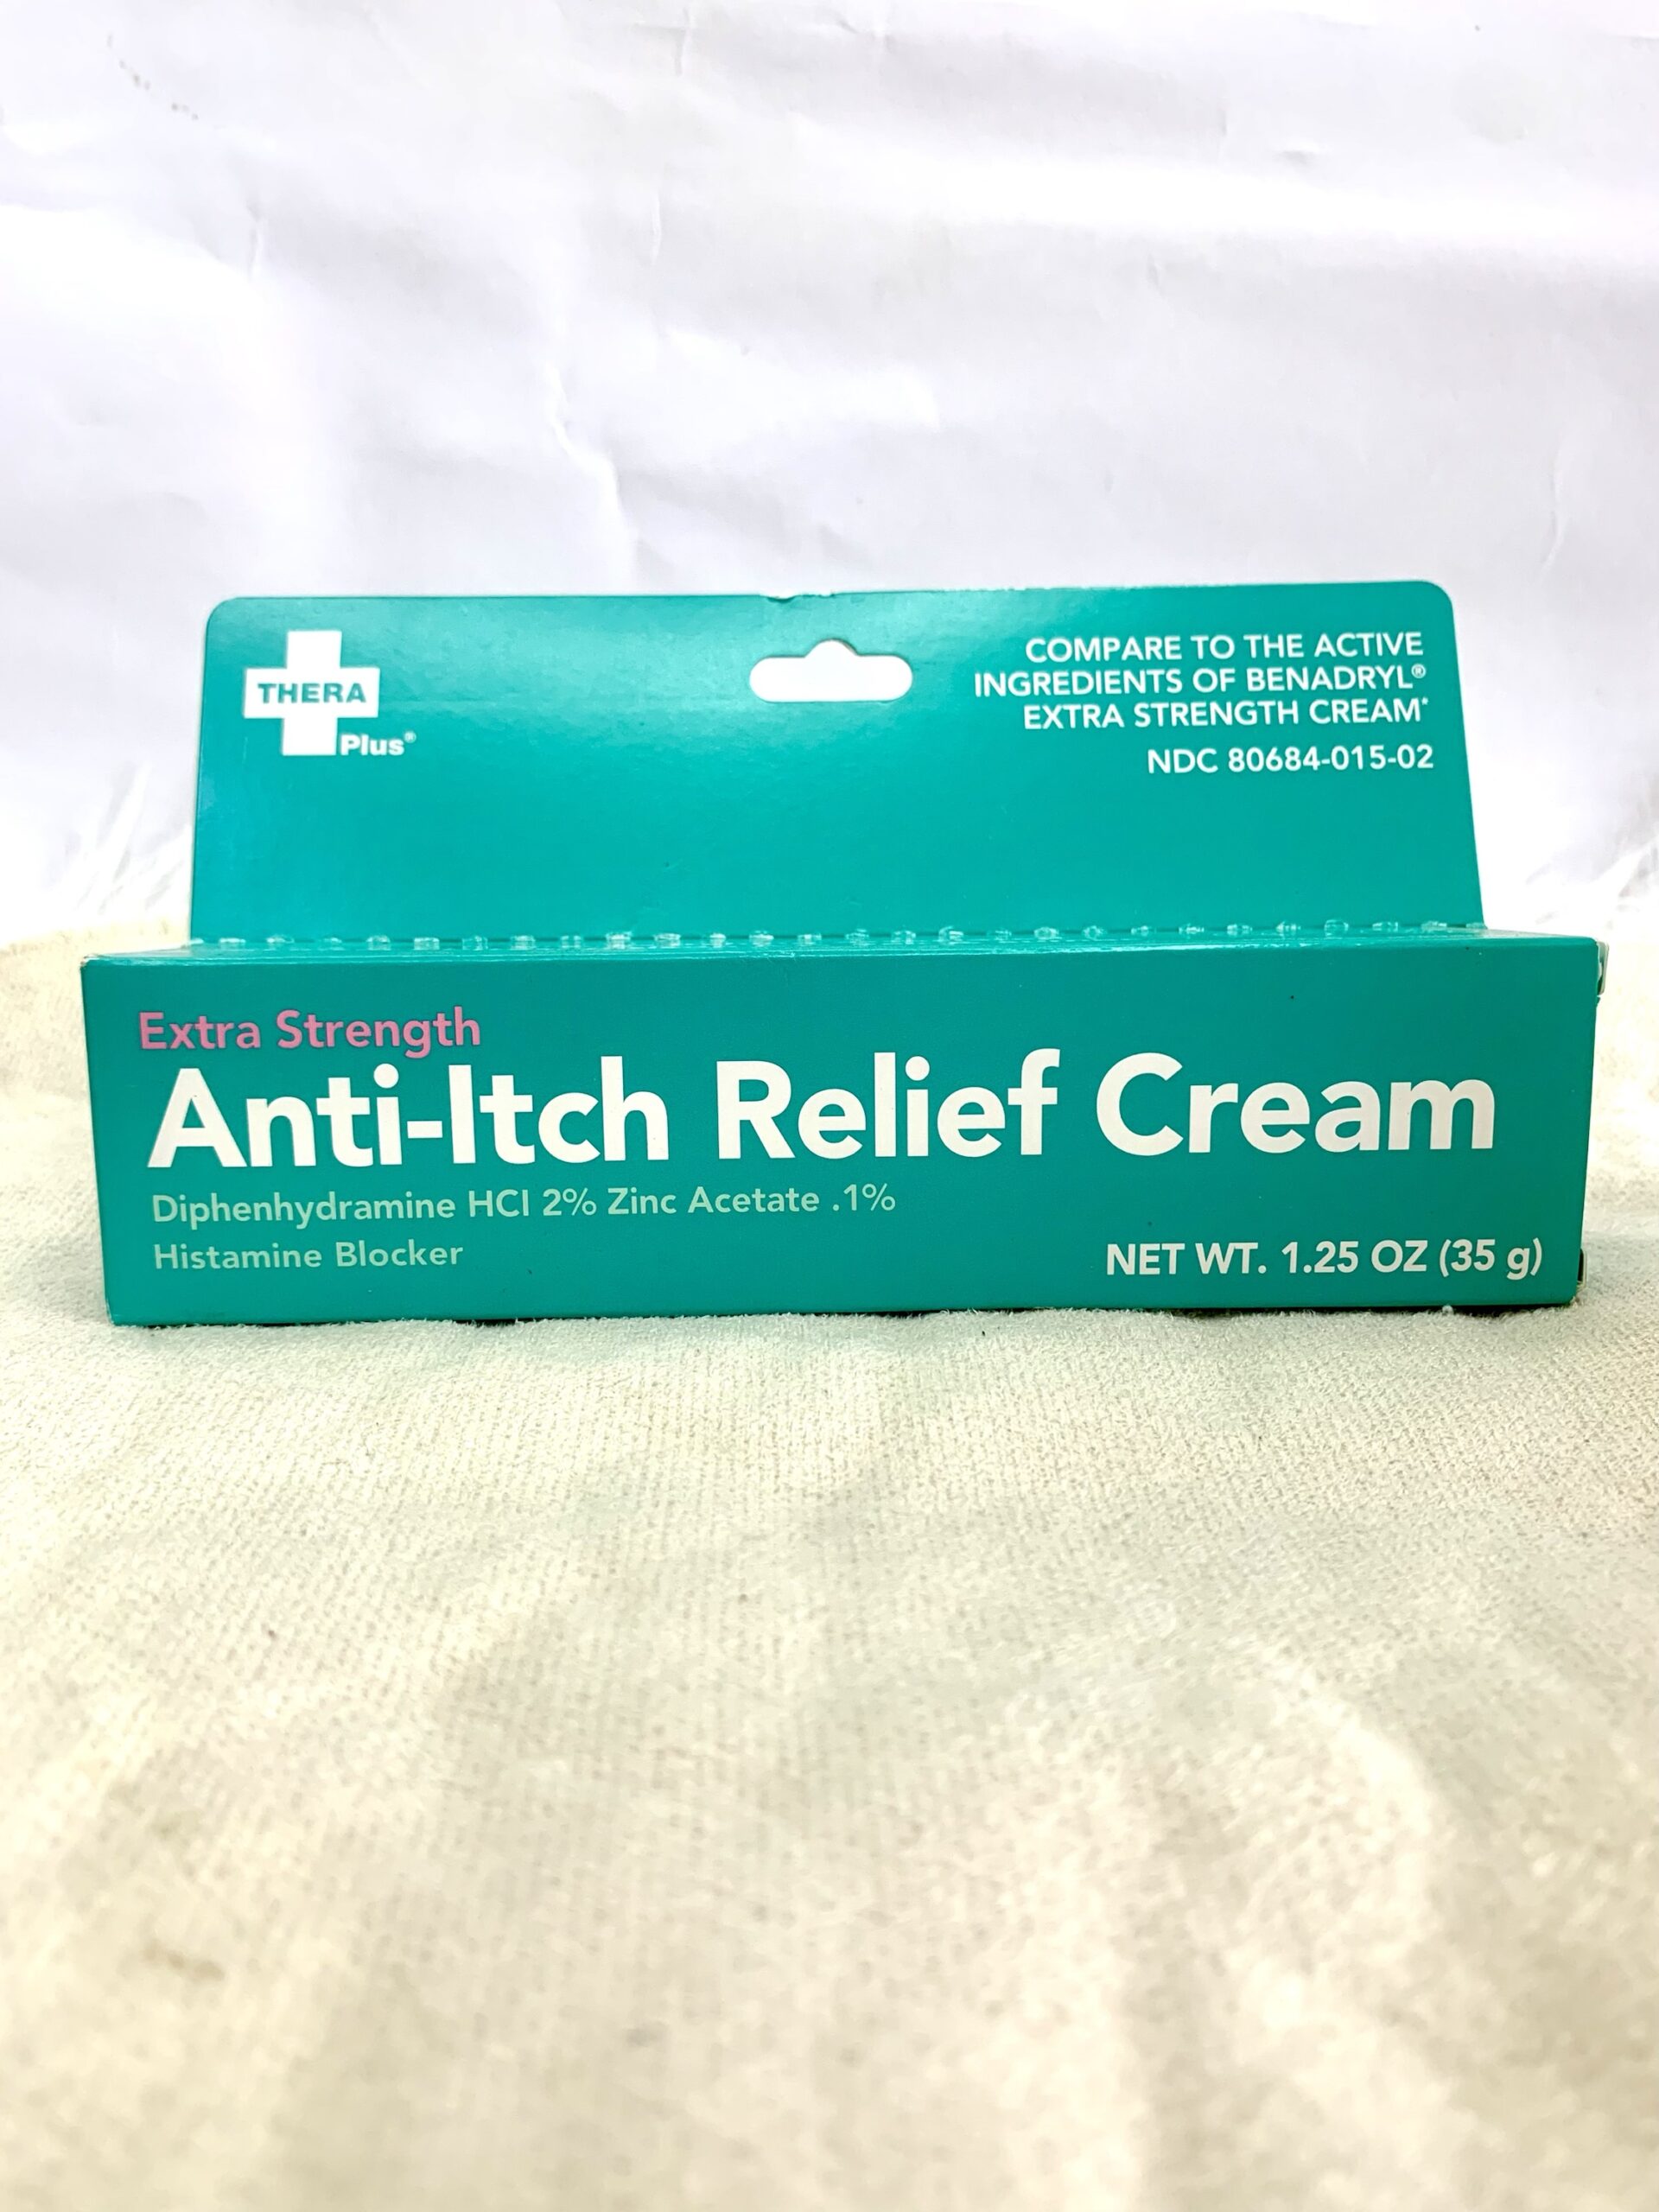 THERA
Plus®
COMPARE TO THE ACTIVE
INGREDIENTS OF BENADRYL®
EXTRA STRENGTH CREAM*
NDC 80684-015-02
Extra Strength
Anti-Itch Relief Cream
Diphenhydramine HCl 2% Zinc Acetate .1%
Histamine Blocker
NET WT. 1.25 OZ (35 g)